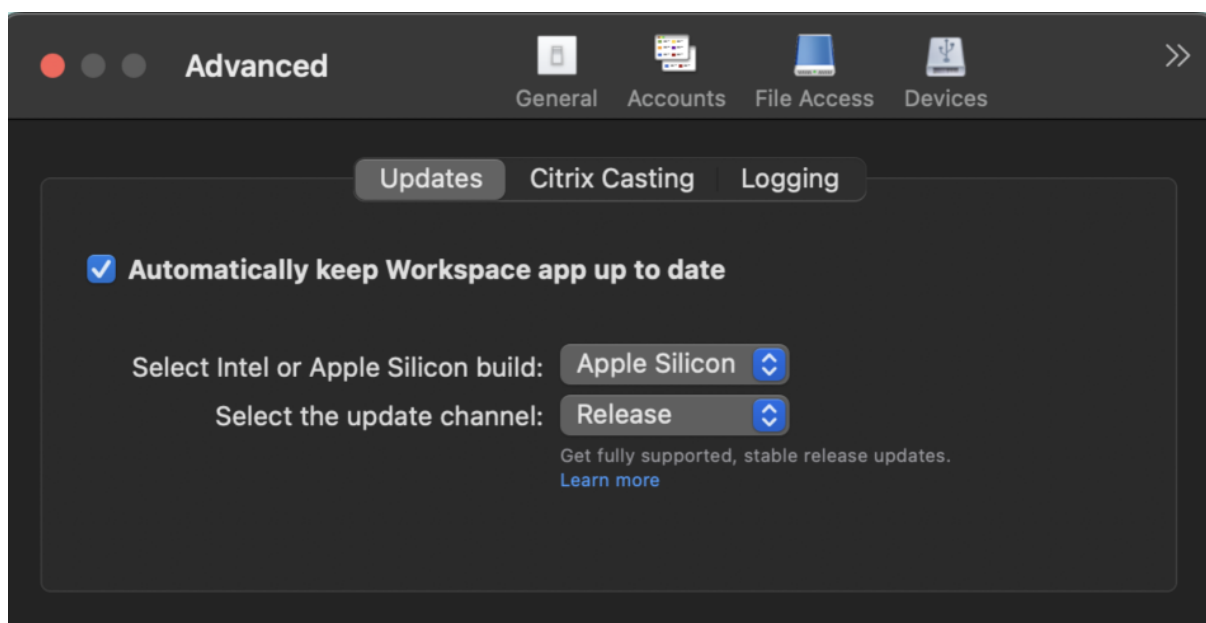 Advanced
General
Accounts
File Access
Devices
Updates
Citrix Casting
Logging
Automatically keep Workspace app up to date
Select Intel or Apple Silicon build: Apple Silicon
Select the update channel: Release
Get fully supported, stable release updates.
Learn more